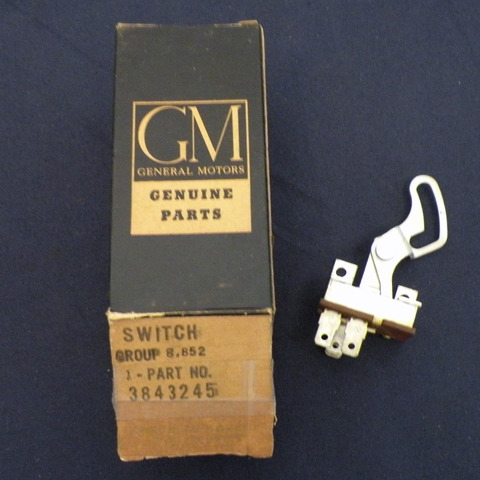 GM
GENERAL MOTORS
GENUINE
PARTS
SWITCH
GROUP 8.852
1-PART NO.
3843245